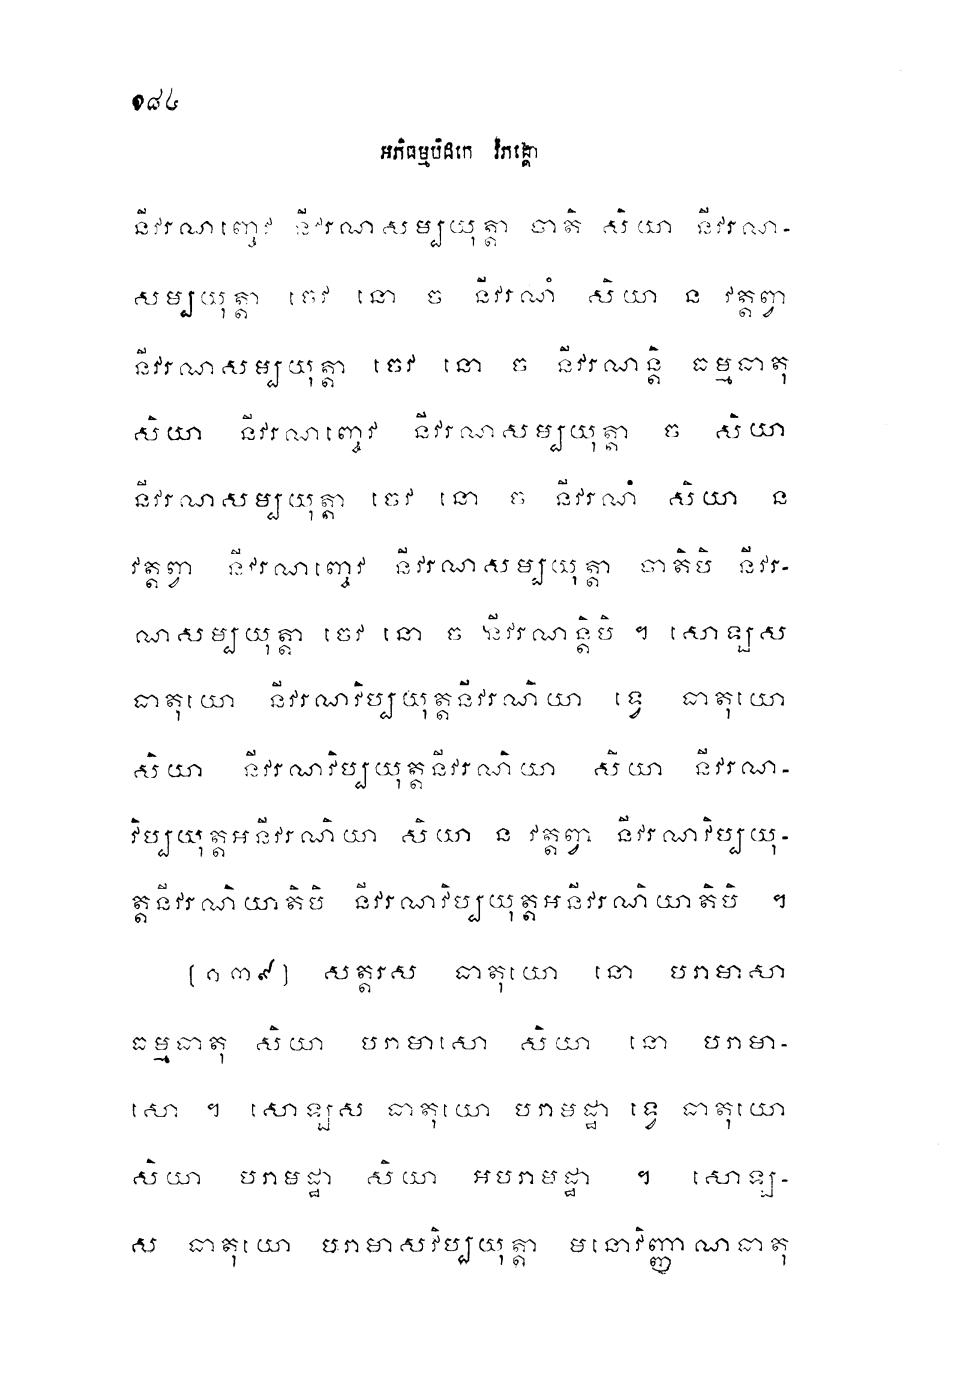 ១៨៤
អភិធម្មបិដកេ វិភង្គោ
នីវរណាញ្ចេវ នីវរណសម្បយុត្តា ចាតិ សិយា នីវរណ-
សម្បយុត្តា ចេវ នោ ច នីវរណំ សិយា ន វត្តព្វា
នីវរណសម្បយុត្តា ចេវ នោ ច នីវរណន្តិ ធម្មធាតុ
សិយា នីវរណញ្ចេវ នីវរណសម្បយុត្តា ច សិយា
នីវរណសម្បយុត្តា ចេវ នោ ច នីវរណំ សិយា ន
វត្តព្វា នីវរណញ្ចេវ នីវរណសម្បយុត្តា ចាតិបិ នីវរ-
ណសម្បយុត្តា ចេវ នោ ច នីវរណន្តិបិ ។ សោឡស
ធាតុយោ នីវរណវិប្បយុត្តនីវរណិយា ទ្វេ ធាតុយោ
សិយា នីវរណវិប្បយុត្តនីវរណិយា សិយា នីវរណ-
វិប្បយុត្តអនីវរណិយា សិយា ន វត្តព្វា នីវរណវិប្បយុ-
ត្តនីវរណិយាតិបិ នីវរណវិប្បយុត្តអនីវរណិយាតិបិ ។
[១៣៩] សត្តរស ធាតុយោ នោ បរាមាសា
ធម្មធាតុ សិយា បរាមាសោ សិយា នោ បរាមា-
សោ ។ សោឡស ធាតុយោ បរាមដ្ឋា ទ្វេ ធាតុយោ
សិយា បរាមដ្ឋា សិយា អបរាមដ្ឋា ។ សោឡ-
ស ធាតុយោ បរាមាសវិប្បយុត្តា មនោវិញ្ញាណធាតុ